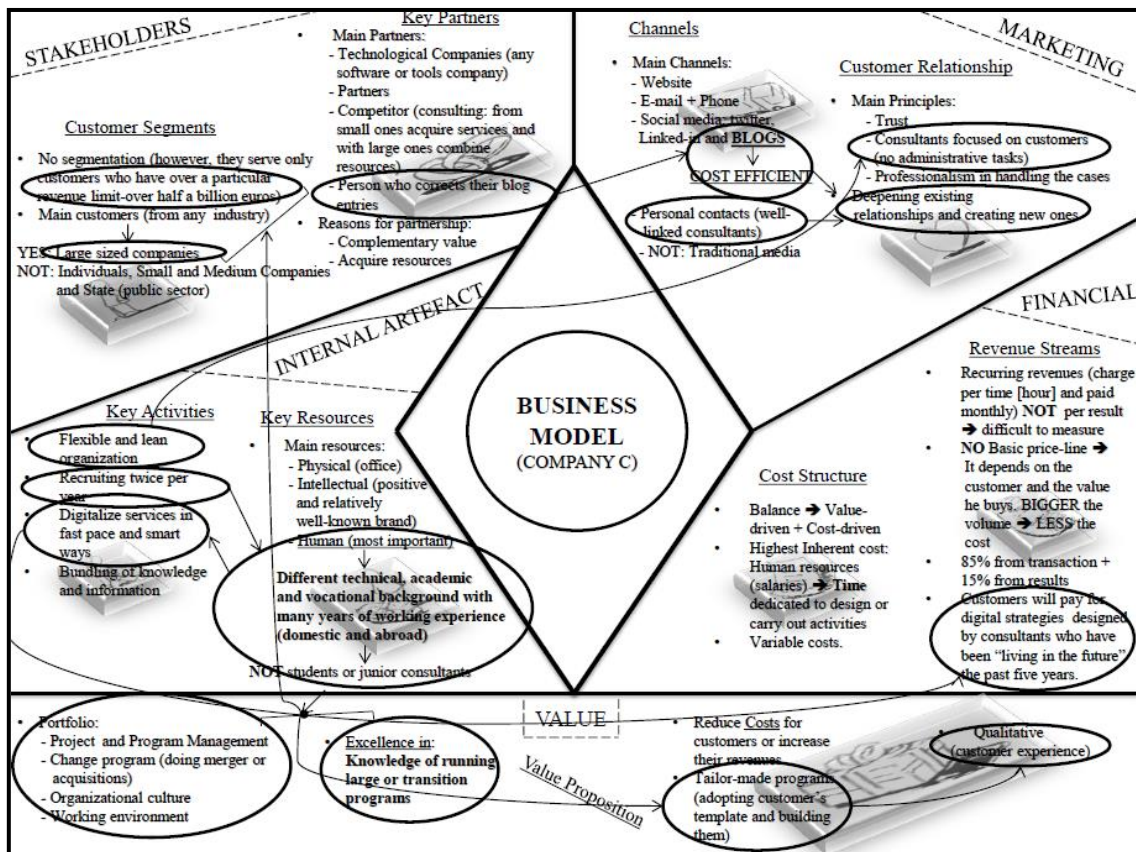 STAKEHOLDERS
Key Partners
• Main Partners:
- Technological Companies (any
software or tools company)
- Partners
- Competitor (consulting: from
small ones acquire services and
with large ones combine
resources)
- Person who corrects their blog
entries
• Reasons for partnership:
- Complementary value
- Acquire resources
Customer Segments
• No segmentation (however, they serve only
customers who have over a particular
revenue limit-over half a billion euros)
• Main customers (from any industry)
YES: Large sized companies
NOT: Individuals, Small and Medium Companies
and State (public sector)
MARKETING
Channels
• Main Channels:
- Website
- E-mail + Phone
- Social media: twitter,
Linked-in and BLOGS
COST EFFICIENT
- Personal contacts (well-
linked consultants)
- NOT: Traditional media
Customer Relationship
• Main Principles:
- Trust
- Consultants focused on customers
(no administrative tasks)
- Professionalism in handling the cases
• Deepening existing
relationships and creating new ones
INTERNAL ARTEFACT
Key Activities
• Flexible and lean
organization
• Recruiting twice per
year
• Digitalize services in
fast pace and smart
ways
• Bundling of knowledge
and information
Key Resources
• Main resources:
- Physical (office)
- Intellectual (positive
and relatively
well-known brand)
- Human (most important)
Different technical, academic
and vocational background with
many years of working experience
(domestic and abroad)
NOT students or junior consultants
BUSINESS
MODEL
(COMPANY C)
FINANCIAL
Cost Structure
• Balance ➔ Value-
driven + Cost-driven
• Highest Inherent cost:
Human resources
(salaries) ➔ Time
dedicated to design or
carry out activities
• Variable costs.
Revenue Streams
• Recurring revenues (charge
per time [hour] and paid
monthly) NOT per result
➔ difficult to measure
• NO Basic price-line ➔
It depends on the
customer and the value
he buys. BIGGER the
volume ➔ LESS the
cost
• 85% from transaction +
15% from results
• Customers will pay for
digital strategies designed
by consultants who have
been “living in the future”
the past five years.
VALUE
• Portfolio:
- Project and Program Management
- Change program (doing merger or
acquisitions)
- Organizational culture
- Working environment
• Excellence in:
Knowledge of running
large or transition
programs
Value Proposition
• Reduce Costs for
customers or increase
their revenues
• Tailor-made programs
(adopting customer’s
template and building
them)
• Qualitative
(customer experience)